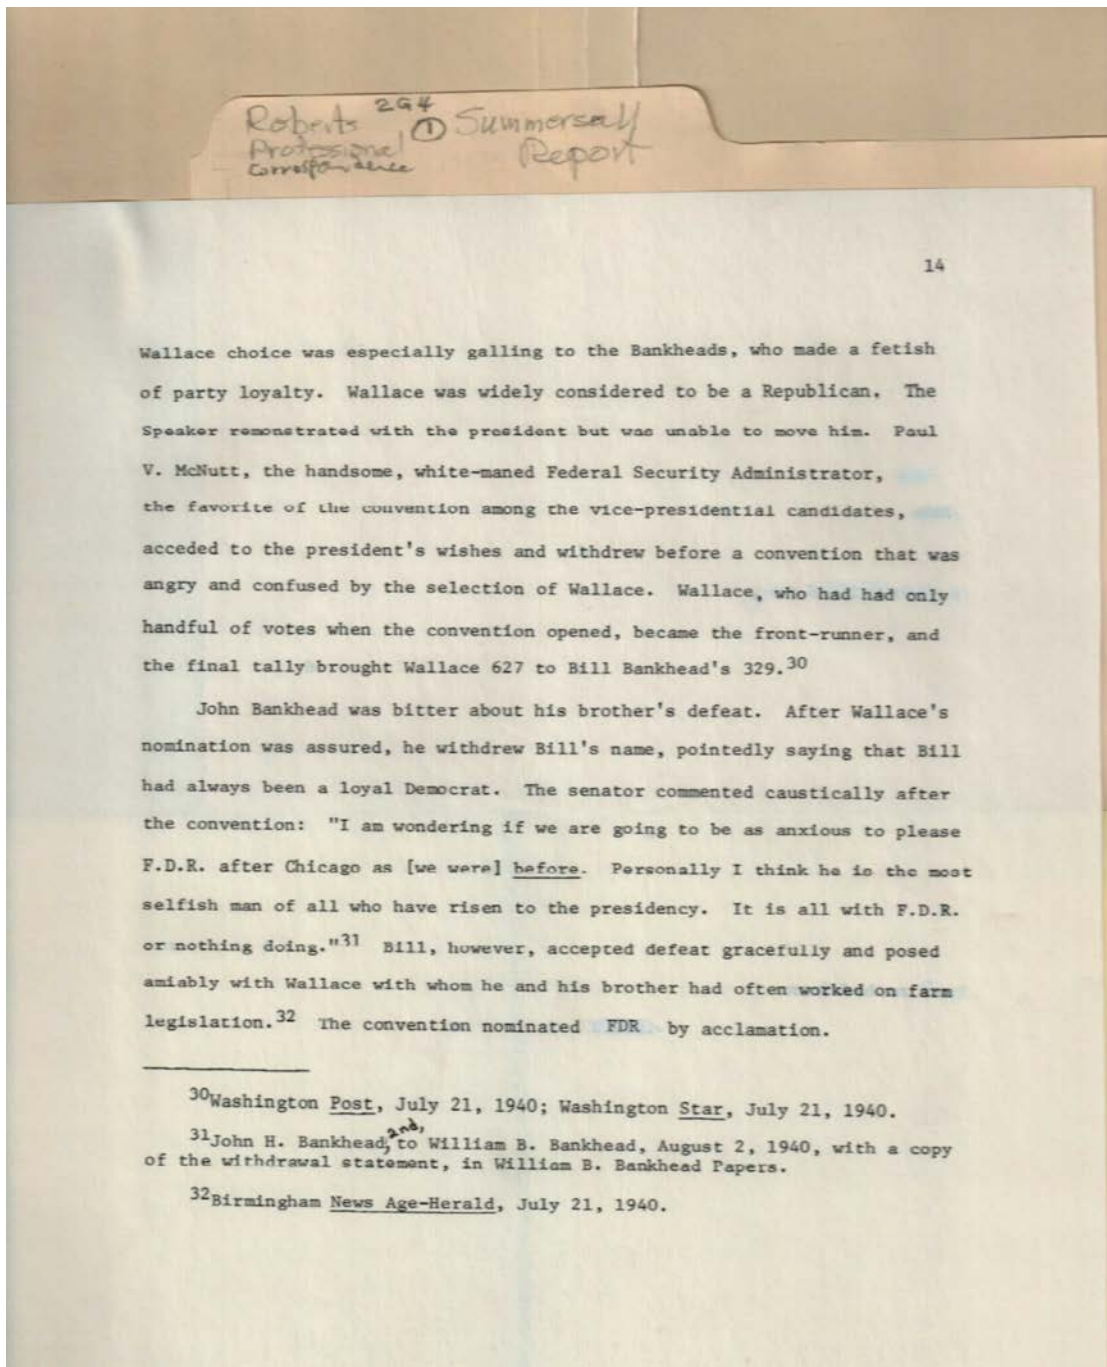 Roberts 2G4 ① Summersell
Professional Report
Correspondence
14
Wallace choice was especially galling to the Bankheads, who made a fetish
of party loyalty. Wallace was widely considered to be a Republican. The
Speaker remonstrated with the president but was unable to move him. Paul
V. McNutt, the handsome, white-maned Federal Security Administrator,
the favorite of the convention among the vice-presidential candidates,
acceded to the president's wishes and withdrew before a convention that was
angry and confused by the selection of Wallace. Wallace, who had had only
handful of votes when the convention opened, became the front-runner, and
the final tally brought Wallace 627 to Bill Bankhead's 329.30
John Bankhead was bitter about his brother's defeat. After Wallace's
nomination was assured, he withdrew Bill's name, pointedly saying that Bill
had always been a loyal Democrat. The senator commented caustically after
the convention: "I am wondering if we are going to be as anxious to please
F.D.R. after Chicago as [we were] before. Personally I think he is the most
selfish man of all who have risen to the presidency. It is all with F.D.R.
or nothing doing."31 Bill, however, accepted defeat gracefully and posed
amiably with Wallace with whom he and his brother had often worked on farm
legislation.32 The convention nominated FDR by acclamation.
30Washington Post, July 21, 1940; Washington Star, July 21, 1940.
31John H. Bankhead, 2nd, to William B. Bankhead, August 2, 1940, with a copy
of the withdrawal statement, in William B. Bankhead Papers.
32Birmingham News Age-Herald, July 21, 1940.